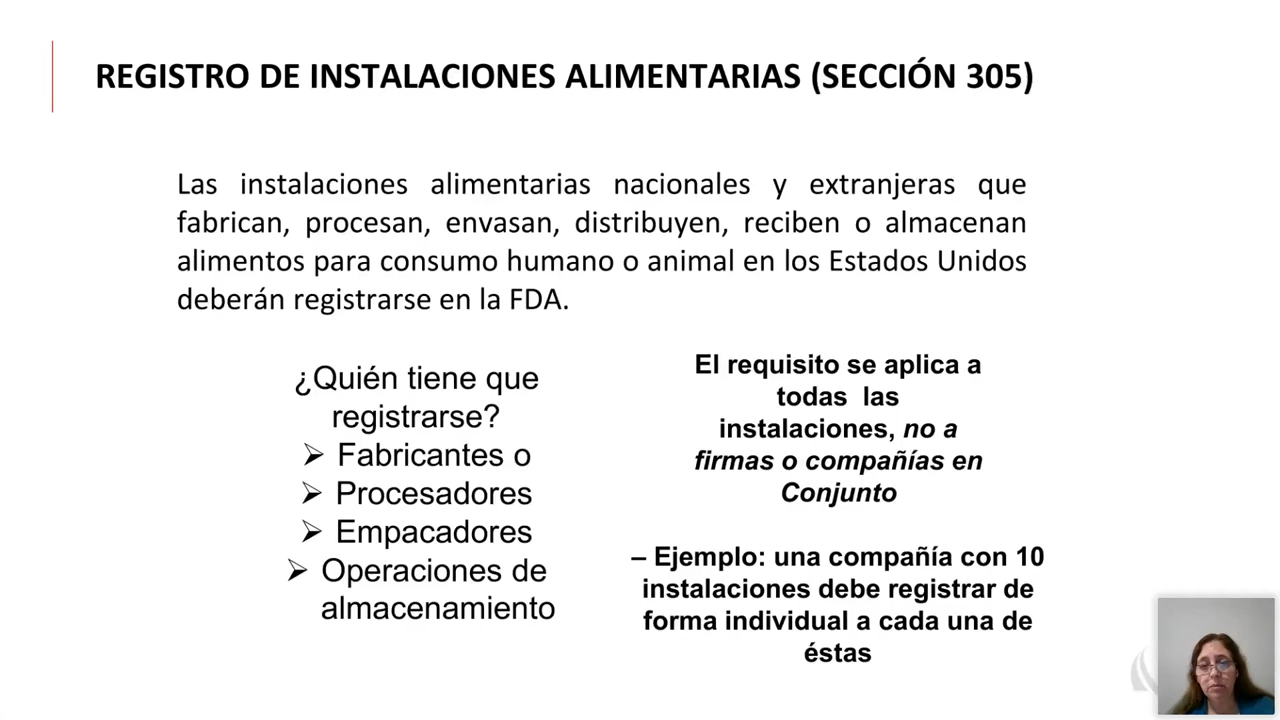 REGISTRO DE INSTALACIONES ALIMENTARIAS (SECCIÓN 305)
Las instalaciones alimentarias nacionales y extranjeras que
fabrican, procesan, envasan, distribuyen, reciben o almacenan
alimentos para consumo humano o animal en los Estados Unidos
deberán registrarse en la FDA.
¿Quién tiene que
registrarse?
➢ Fabricantes o
➢ Procesadores
➢ Empacadores
➢ Operaciones de
almacenamiento
El requisito se aplica a
todas las
instalaciones, no a
firmas o compañías en
Conjunto
– Ejemplo: una compañía con 10
instalaciones debe registrar de
forma individual a cada una de
éstas